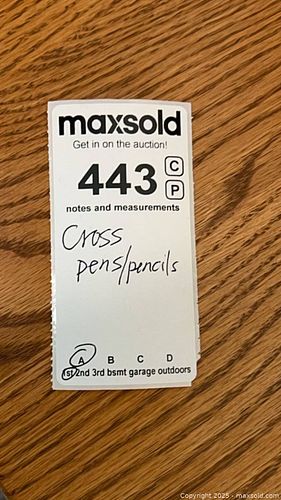 maxsold
Get in on the auction!
443 C
P
notes and measurements
Cross
pens/pencils
A B C D
1st 2nd 3rd bsmt garage outdoors
Copyright 2025 - maxsold.com